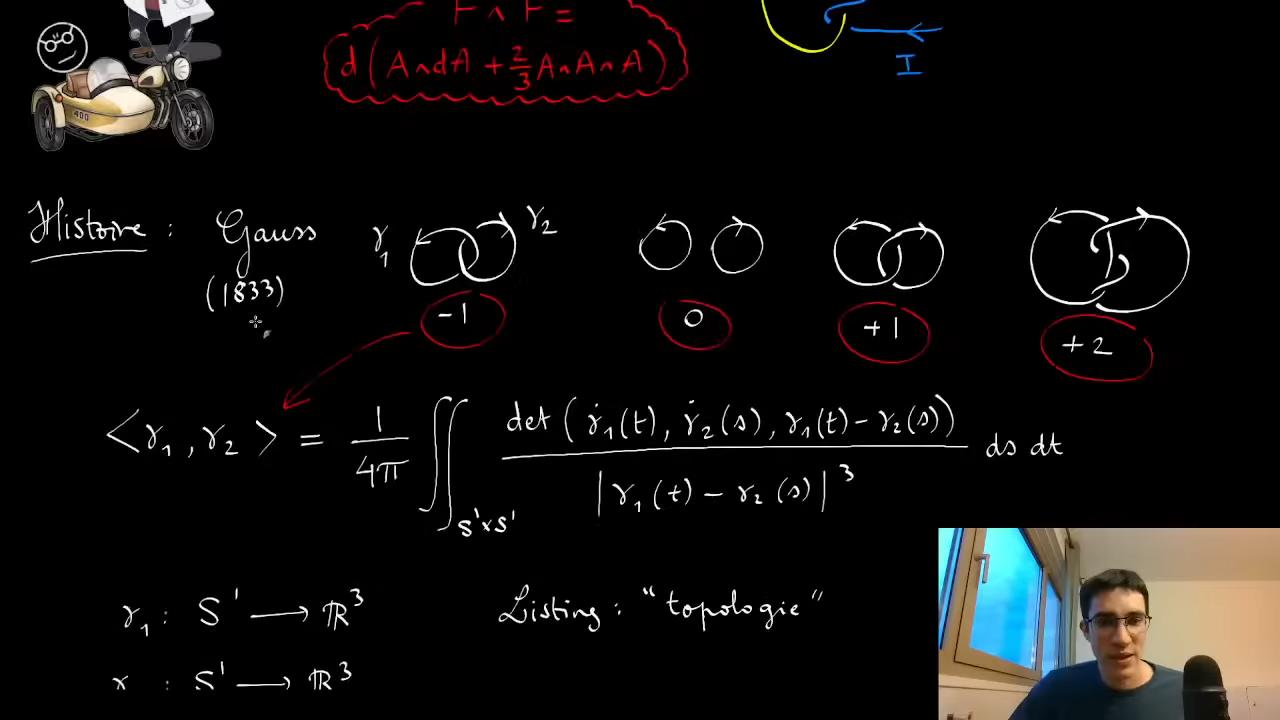 F ∧ F =
d(A∧dA + 2/3 A∧A∧A)
I
400
Histoire : Gauss
(1833)
γ1 γ2
-1 0 +1 +2
<γ1, γ2> = 1/4π ∬S¹×S¹ det(γ̇1(t), γ̇2(s), γ1(t) - γ2(s)) / |γ1(t) - γ2(s)|³ ds dt
γ1 : S¹ ⟶ ℝ³
Listing : "topologie"
: S¹ ⟶ ℝ³